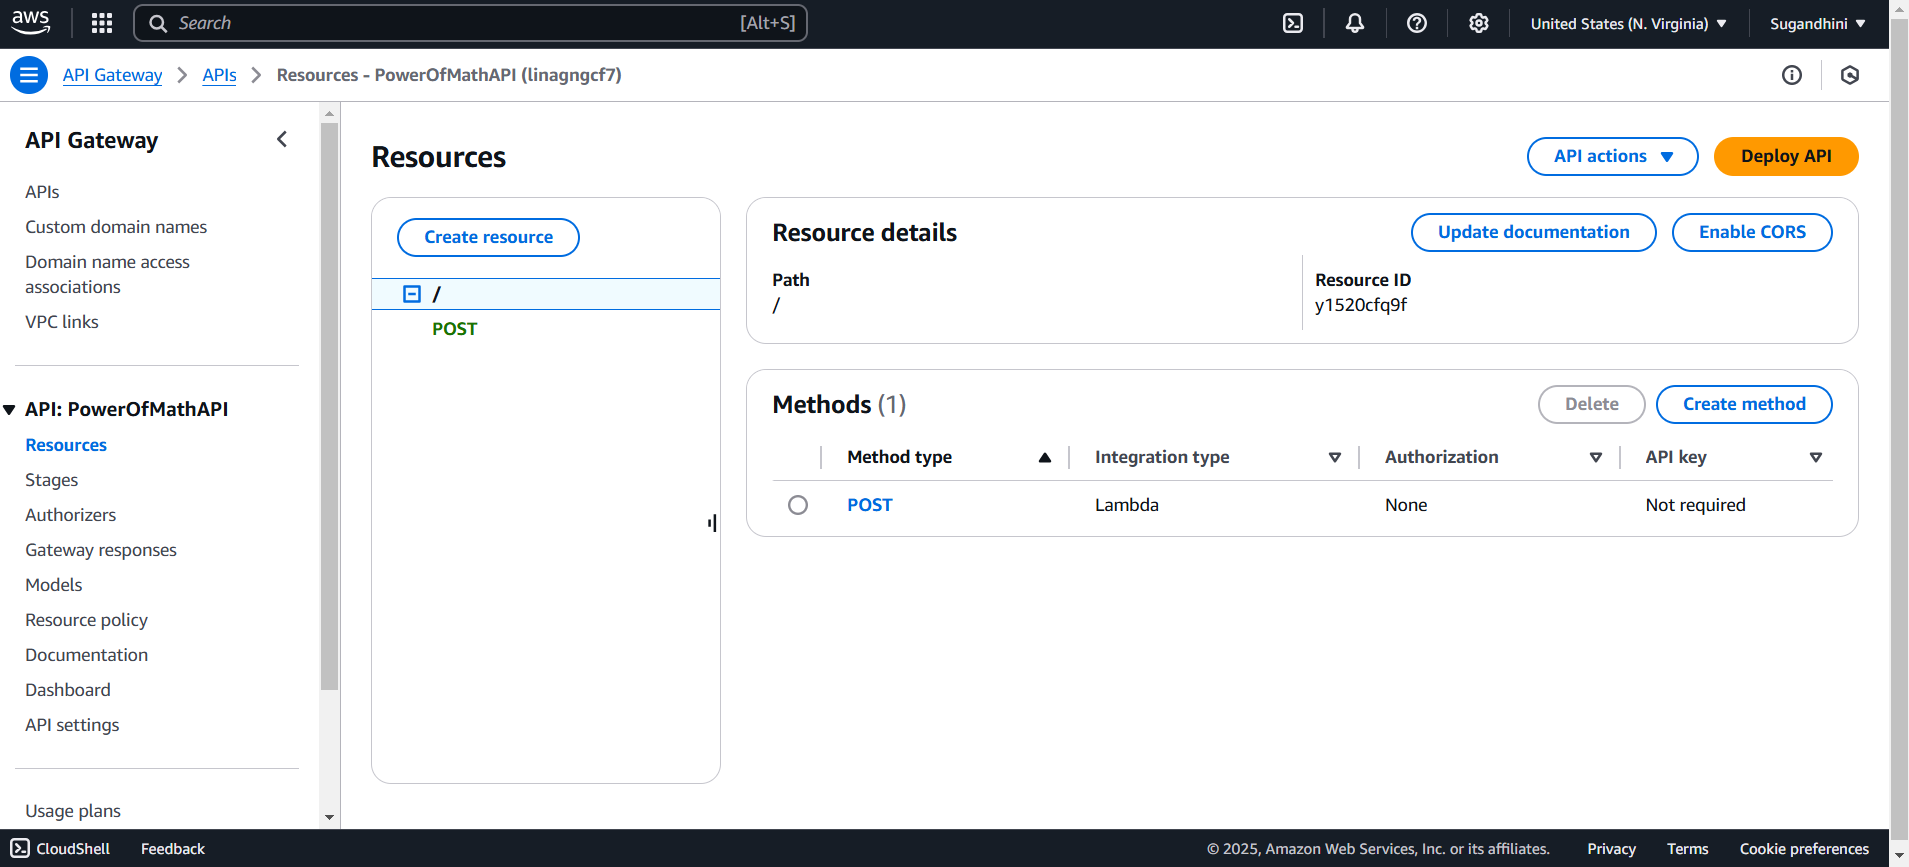 aws
Search [Alt+S]
United States (N. Virginia)
Sugandhini
API Gateway
APIs
Resources - PowerOfMathAPI (linagngcf7)
API Gateway
APIs
Custom domain names
Domain name access
associations
VPC links
API: PowerOfMathAPI
Resources
Stages
Authorizers
Gateway responses
Models
Resource policy
Documentation
Dashboard
API settings
Usage plans
Resources
API actions
Deploy API
Create resource
/
POST
Resource details
Update documentation
Enable CORS
Path
/
Resource ID
y1520cfq9f
Methods (1)
Delete
Create method
Method type Integration type Authorization API key
POST Lambda None Not required
CloudShell
Feedback
© 2025, Amazon Web Services, Inc. or its affiliates.
Privacy
Terms
Cookie preferences